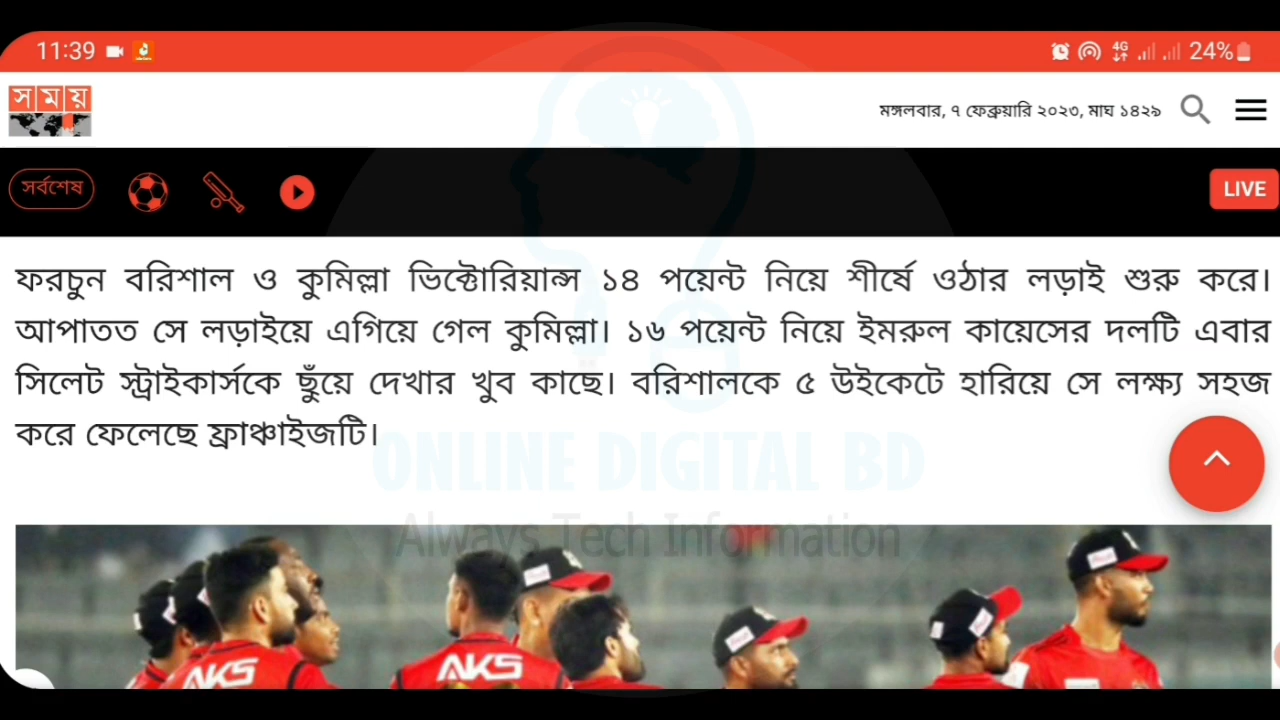 11:39
4G
24%
সময়
মঙ্গলবার, ৭ ফেব্রুয়ারি ২০২৩, মাঘ ১৪২৯
সর্বশেষ
LIVE
ফরচুন বরিশাল ও কুমিল্লা ভিক্টোরিয়ান্স ১৪ পয়েন্ট নিয়ে শীর্ষে ওঠার লড়াই শুরু করে।
আপাতত সে লড়াইয়ে এগিয়ে গেল কুমিল্লা। ১৬ পয়েন্ট নিয়ে ইমরুল কায়েসের দলটি এবার
সিলেট স্ট্রাইকার্সকে ছুঁয়ে দেখার খুব কাছে। বরিশালকে ৫ উইকেটে হারিয়ে সে লক্ষ্য সহজ
করে ফেলেছে ফ্রাঞ্চাইজটি।
ONLINE DIGITAL BD
Always Tech Information
AKS
AKS